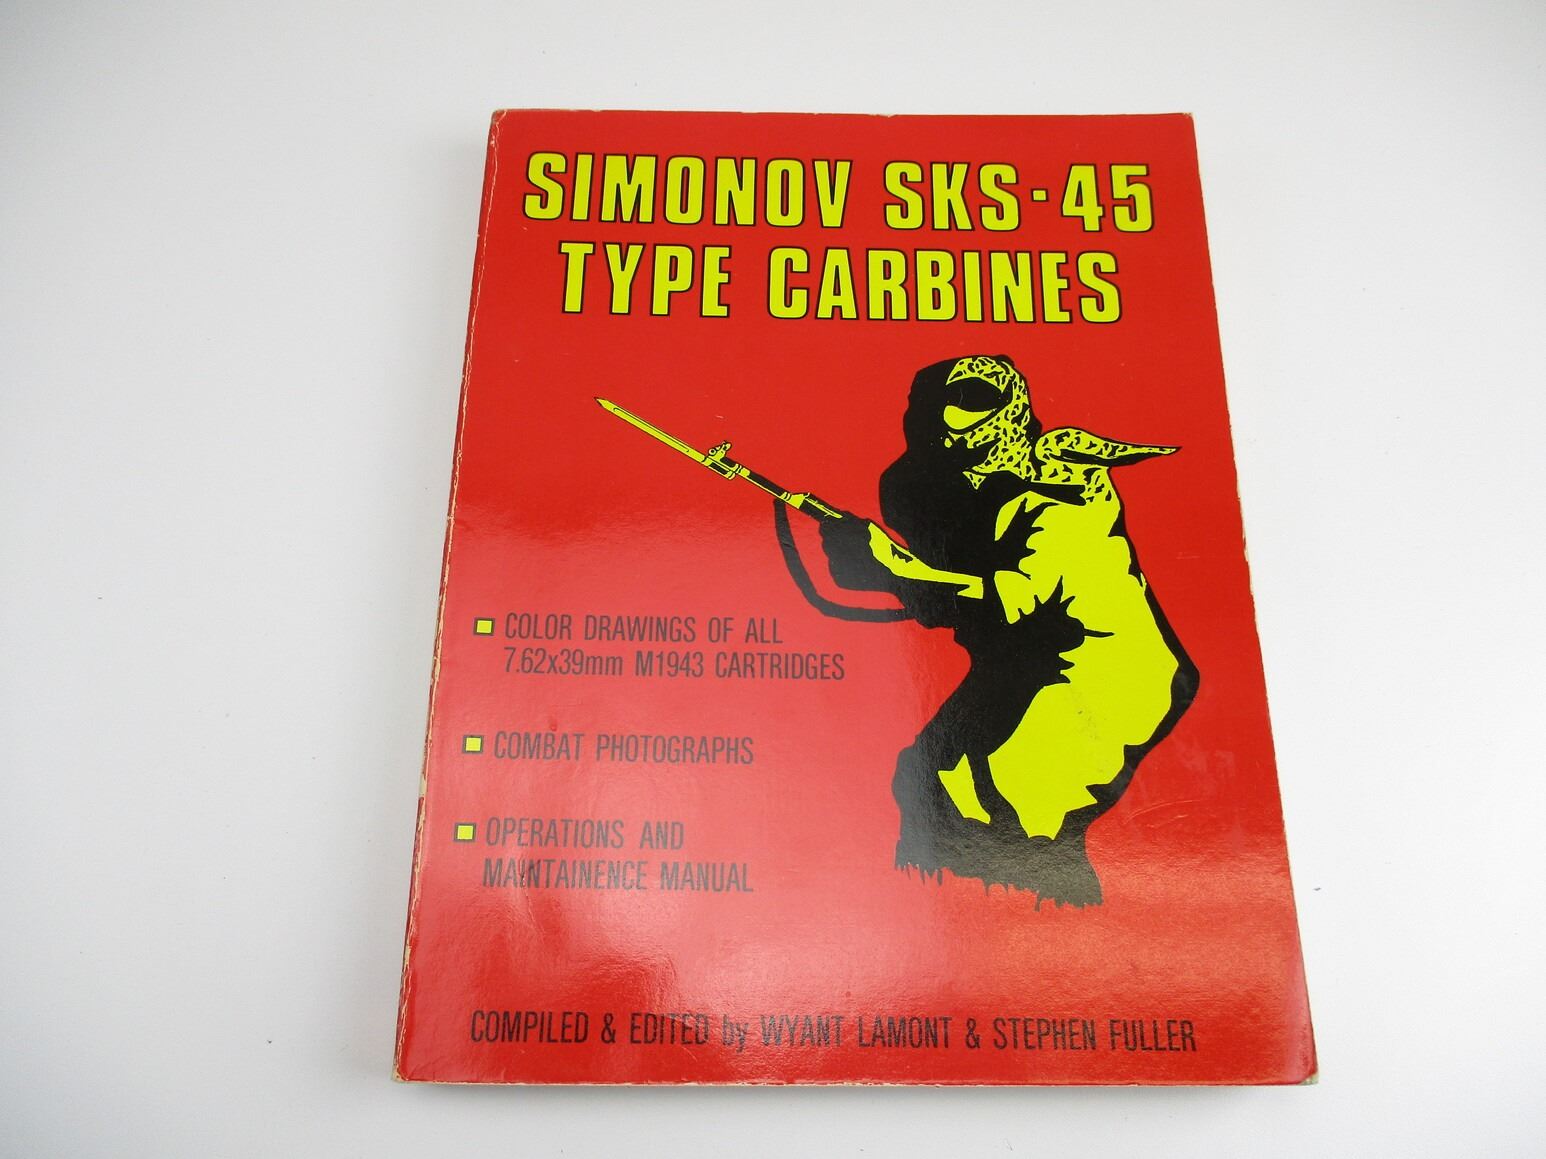 SIMONOV SKS-45
TYPE CARBINES
COLOR DRAWINGS OF ALL
7.62x39mm M1943 CARTRIDGES
COMBAT PHOTOGRAPHS
OPERATIONS AND
MAINTAINENCE MANUAL
COMPILED & EDITED by WYANT LAMONT & STEPHEN FULLER